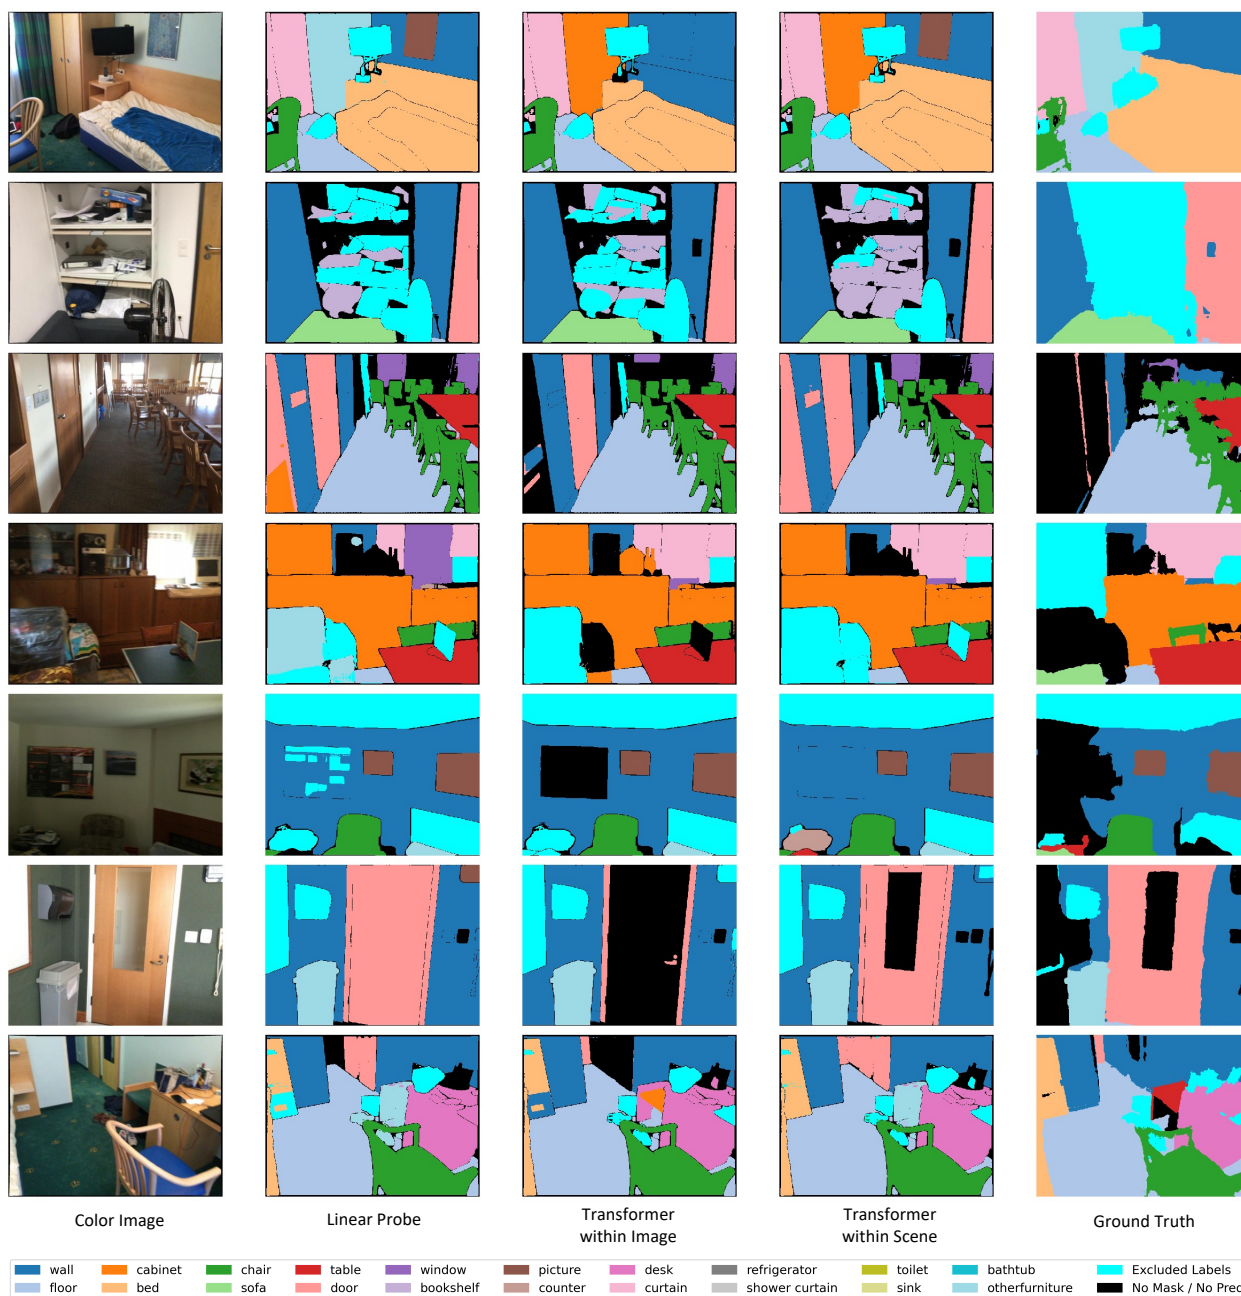 Color Image
Linear Probe
Transformer
within Image
Transformer
within Scene
Ground Truth
wall cabinet chair table window picture desk refrigerator toilet bathtub Excluded Labels
floor bed sofa door bookshelf counter curtain shower curtain sink otherfurniture No Mask / No Pred